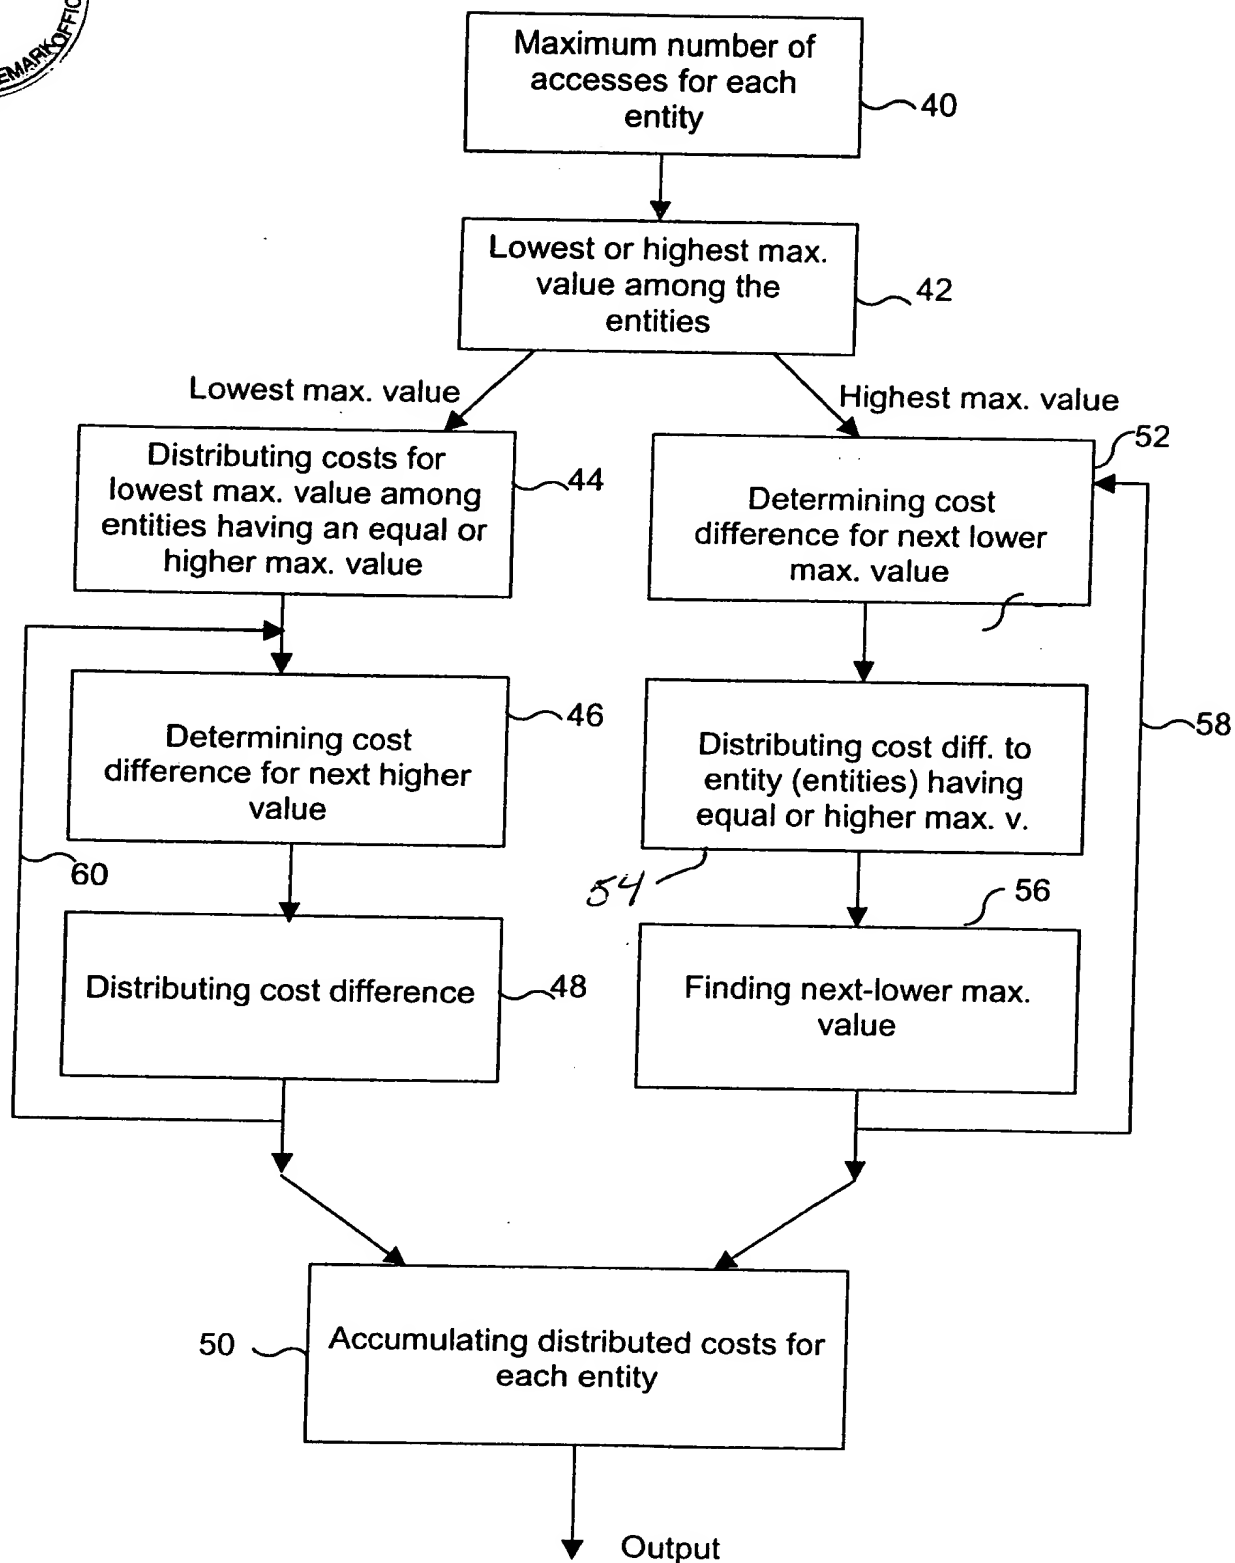 EMARK OFFIC
Maximum number of
accesses for each
entity
40
Lowest or highest max.
value among the
entities
42
Lowest max. value
Highest max. value
Distributing costs for
lowest max. value among
entities having an equal or
higher max. value
44
52
Determining cost
difference for next lower
max. value
Determining cost
difference for next higher
value
46
Distributing cost diff. to
entity (entities) having
equal or higher max. v.
58
60
54
56
Distributing cost difference
48
Finding next-lower max.
value
50
Accumulating distributed costs for
each entity
Output